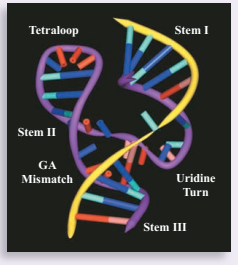 Tetraloop
Stem I
Stem II
GA
Mismatch
Uridine
Turn
Stem III